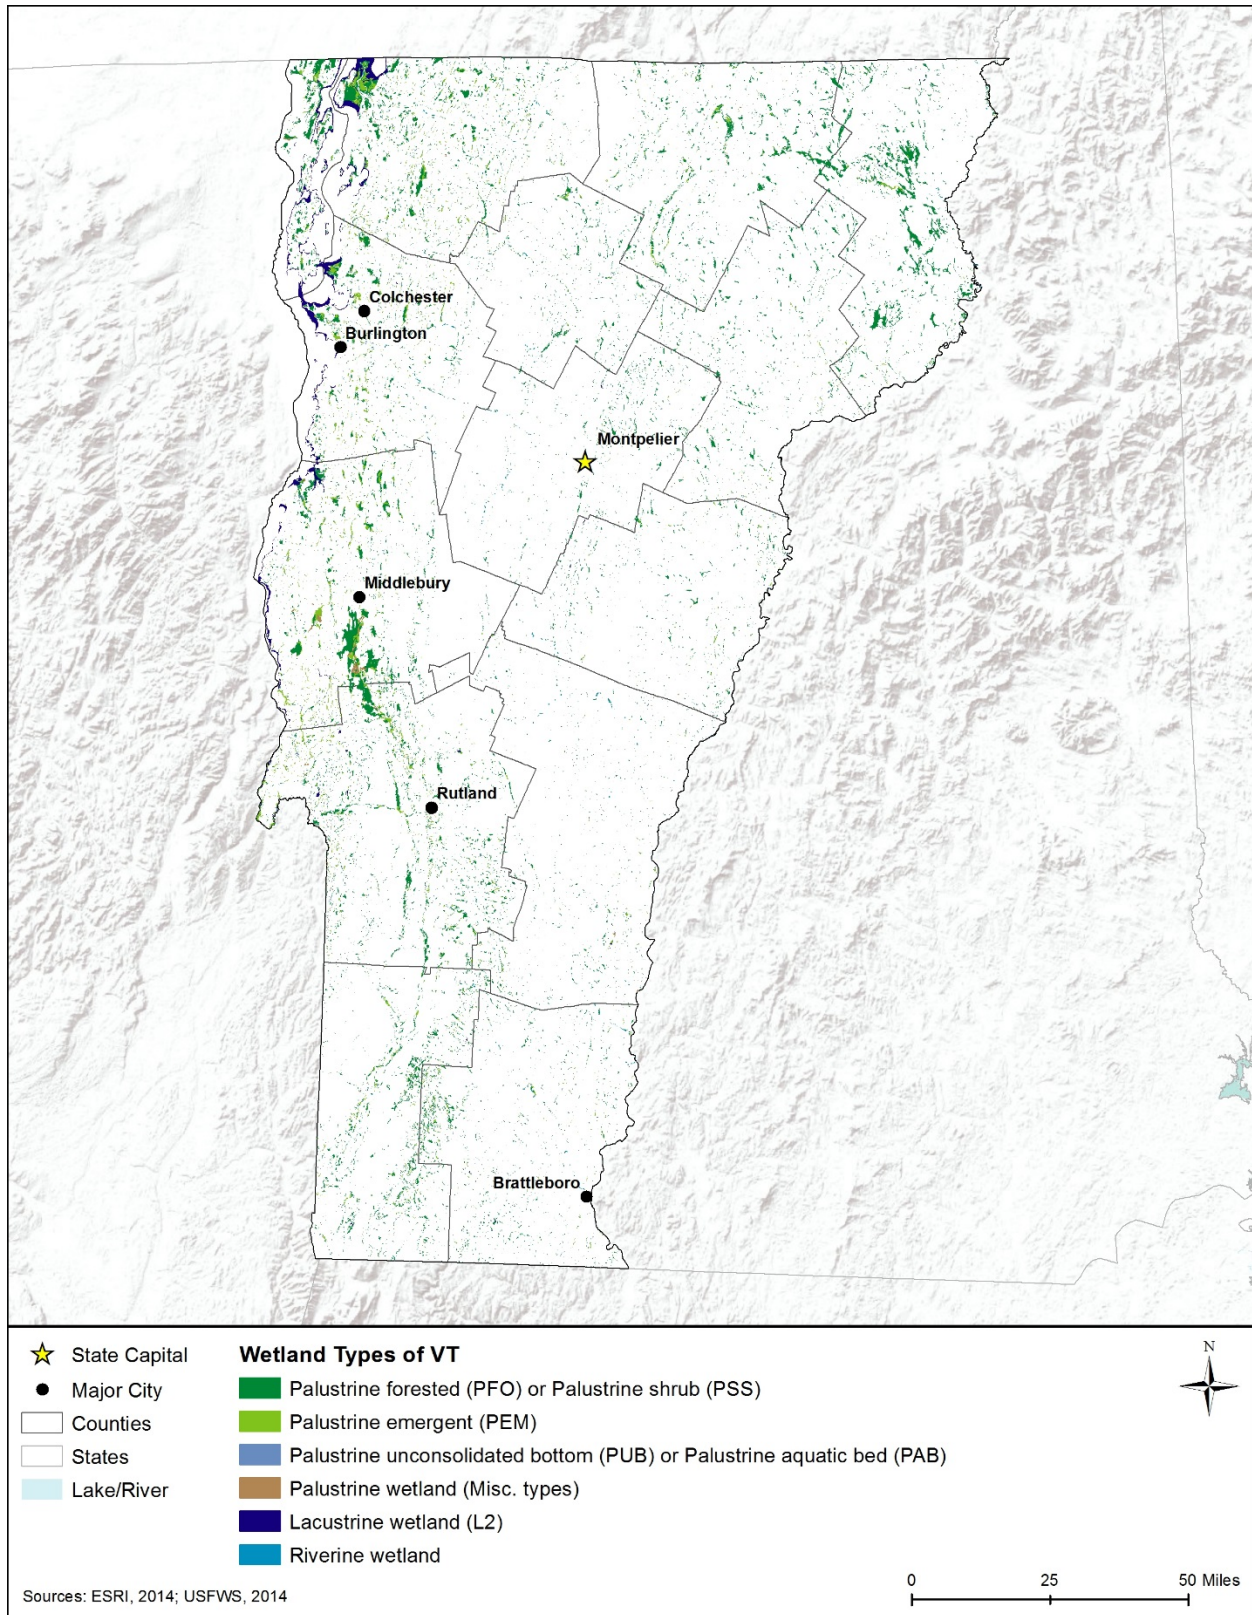 Colchester
Burlington
Montpelier
Middlebury
Rutland
Brattleboro
State Capital
Major City
Counties
States
Lake/River
Wetland Types of VT
Palustrine forested (PFO) or Palustrine shrub (PSS)
Palustrine emergent (PEM)
Palustrine unconsolidated bottom (PUB) or Palustrine aquatic bed (PAB)
Palustrine wetland (Misc. types)
Lacustrine wetland (L2)
Riverine wetland
N
0 25 50 Miles
Sources: ESRI, 2014; USFWS, 2014